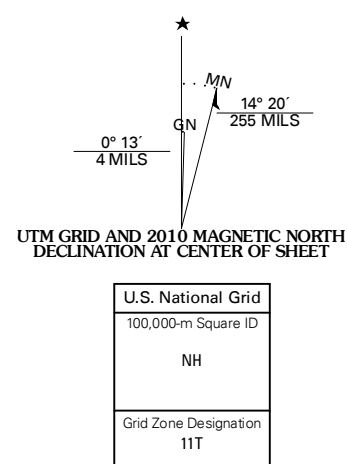 ★
MN
GN
14° 20´
255 MILS
0° 13´
4 MILS
UTM GRID AND 2010 MAGNETIC NORTH
DECLINATION AT CENTER OF SHEET
U.S. National Grid
100,000-m Square ID
NH
Grid Zone Designation
11T